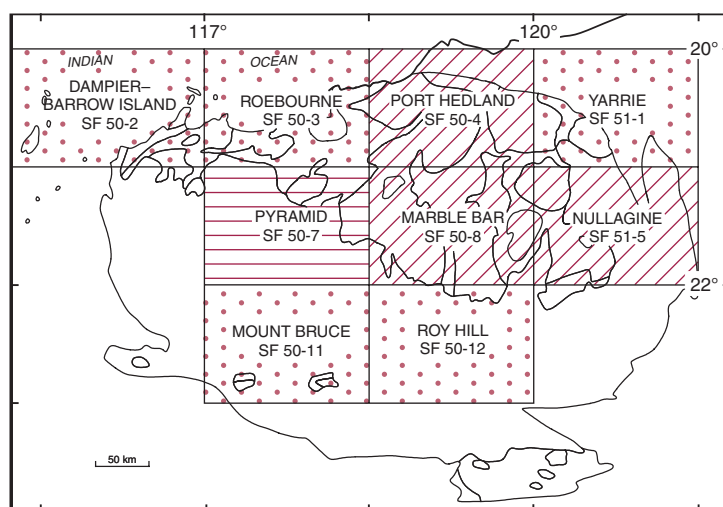 117°
120°
20°
INDIAN
OCEAN
DAMPIER–
BARROW ISLAND
SF 50-2
ROEBOURNE
SF 50-3
PORT HEDLAND
SF 50-4
YARRIE
SF 51-1
PYRAMID
SF 50-7
MARBLE BAR
SF 50-8
NULLAGINE
SF 51-5
22°
MOUNT BRUCE
SF 50-11
ROY HILL
SF 50-12
50 km